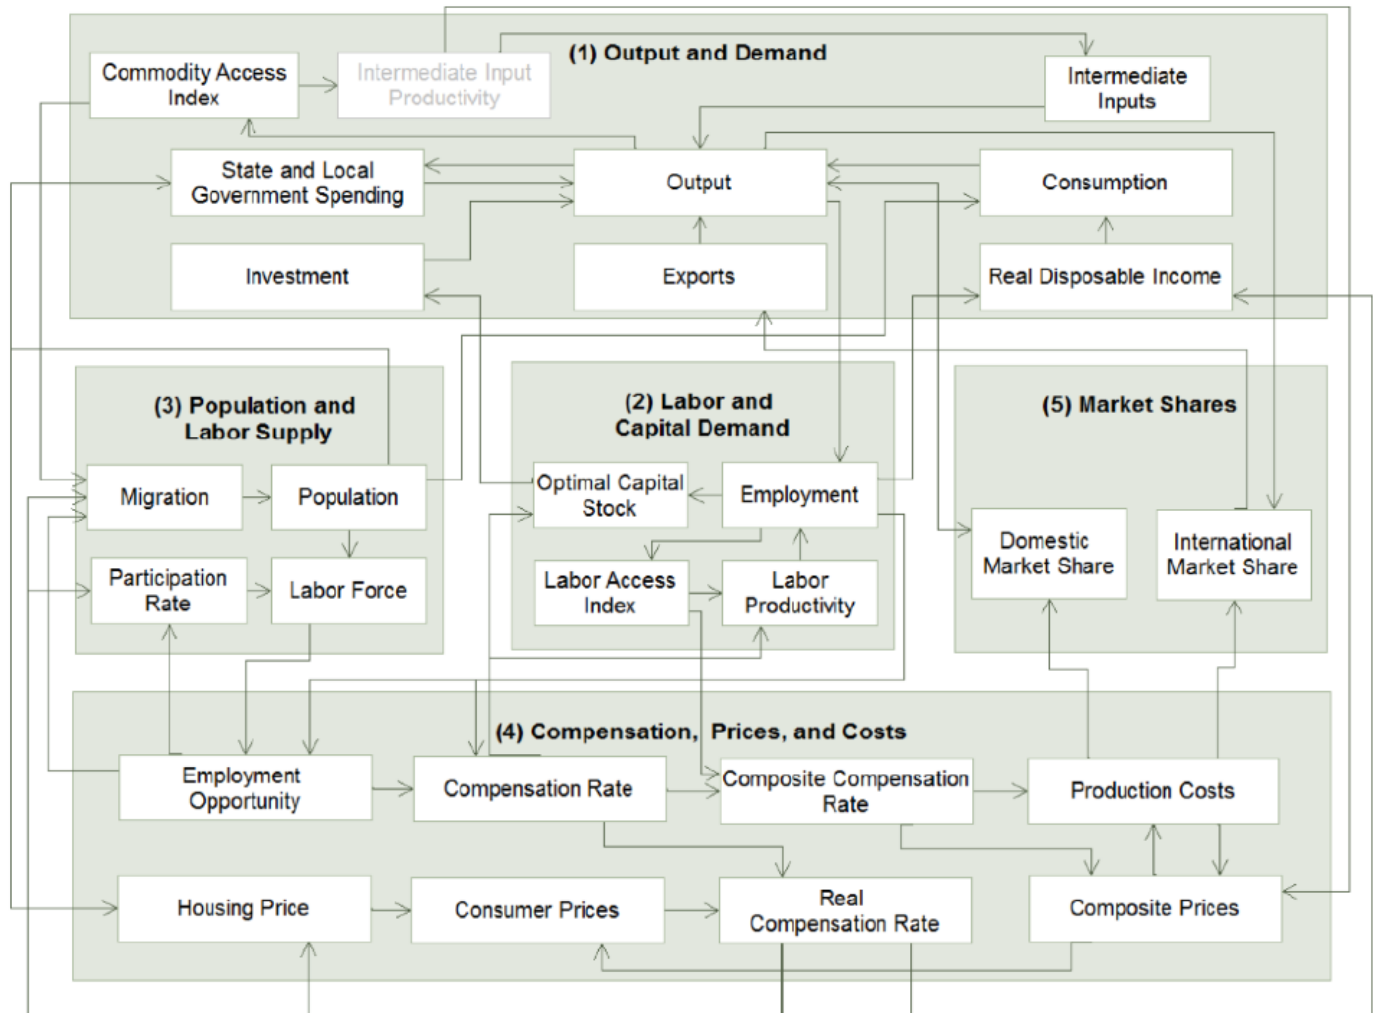 (1) Output and Demand
Commodity Access
Index
Intermediate Input
Productivity
Intermediate
Inputs
State and Local
Government Spending
Output
Consumption
Investment
Exports
Real Disposable Income
(3) Population and
Labor Supply
Migration
Population
Participation
Rate
Labor Force
(2) Labor and
Capital Demand
Optimal Capital
Stock
Employment
Labor Access
Index
Labor
Productivity
(5) Market Shares
Domestic
Market Share
International
Market Share
(4) Compensation, Prices, and Costs
Employment
Opportunity
Compensation Rate
Composite Compensation
Rate
Production Costs
Housing Price
Consumer Prices
Real
Compensation Rate
Composite Prices